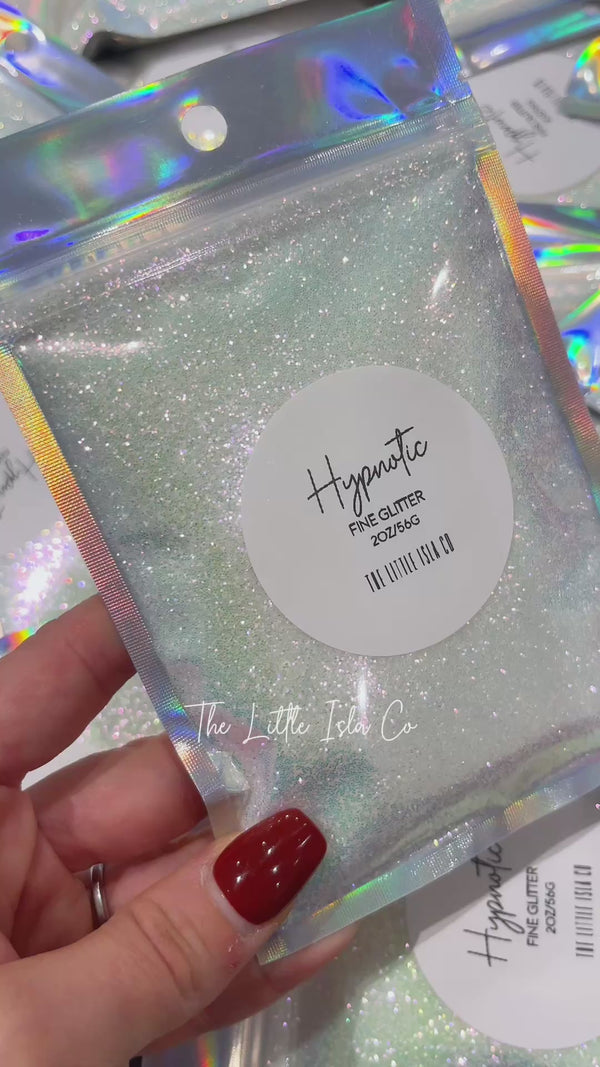 Hypnotic
FINE GLITTER
2OZ/56G
THE LITTLE ISLA CO
The Little Isla Co
Hypnotic
FINE GLITTER
2OZ/56G
THE LITTLE ISLA CO
Hypnotic